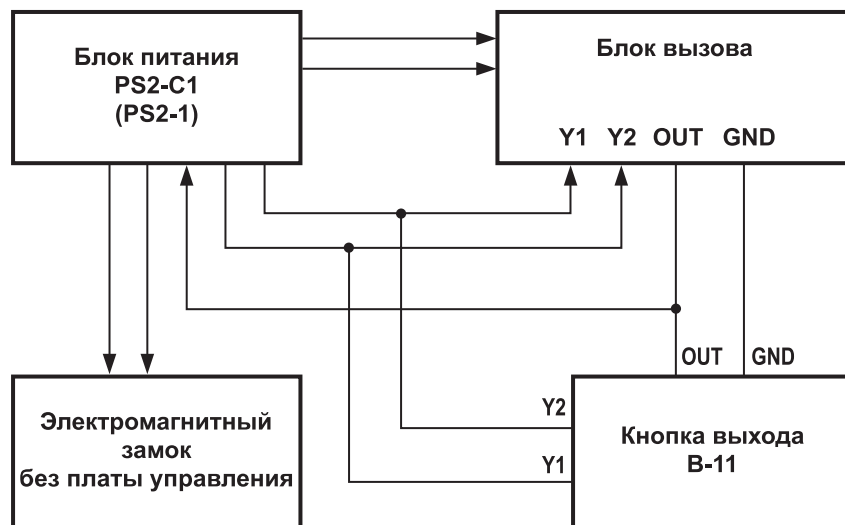 Блок питания
PS2-C1
(PS2-1)
Блок вызова
Y1 Y2 OUT GND
OUT GND
Электромагнитный
замок
без платы управления
Y2
Y1
Кнопка выхода
B-11